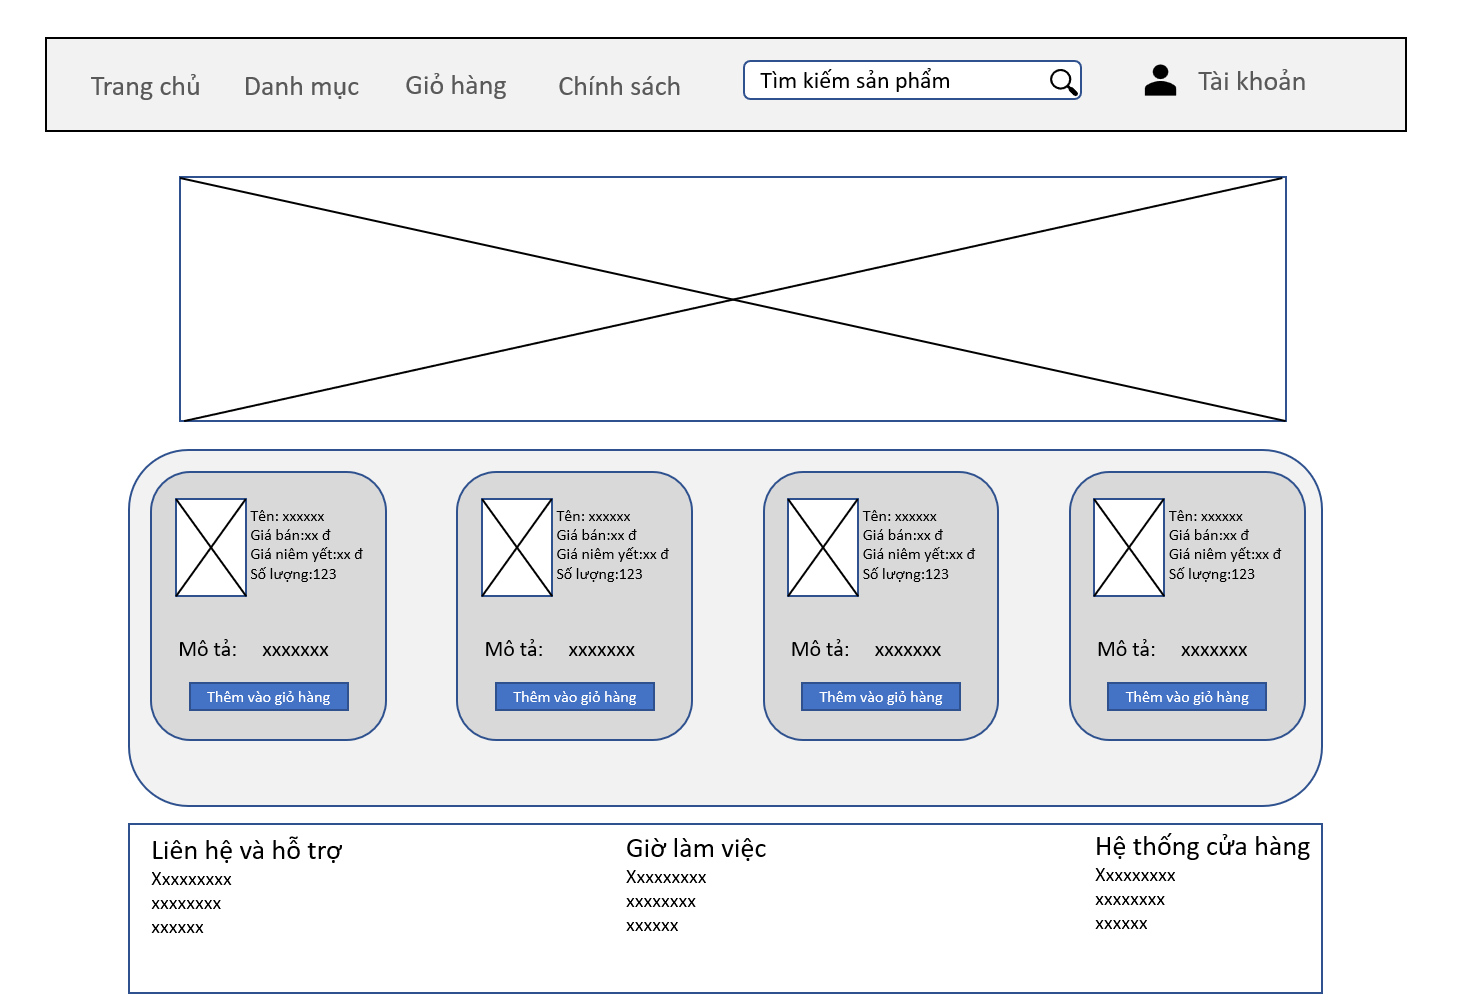 Trang chủ Danh mục Giỏ hàng Chính sách Tìm kiếm sản phẩm Tài khoản
Tên: xxxxxx
Giá bán:xx đ
Giá niêm yết:xx đ
Số lượng:123
Mô tả: xxxxxxx
Thêm vào giỏ hàng
Tên: xxxxxx
Giá bán:xx đ
Giá niêm yết:xx đ
Số lượng:123
Mô tả: xxxxxxx
Thêm vào giỏ hàng
Tên: xxxxxx
Giá bán:xx đ
Giá niêm yết:xx đ
Số lượng:123
Mô tả: xxxxxxx
Thêm vào giỏ hàng
Tên: xxxxxx
Giá bán:xx đ
Giá niêm yết:xx đ
Số lượng:123
Mô tả: xxxxxxx
Thêm vào giỏ hàng
Liên hệ và hỗ trợ
Xxxxxxxxx
xxxxxxxx
xxxxxx
Giờ làm việc
Xxxxxxxxx
xxxxxxxx
xxxxxx
Hệ thống cửa hàng
Xxxxxxxxx
xxxxxxxx
xxxxxx